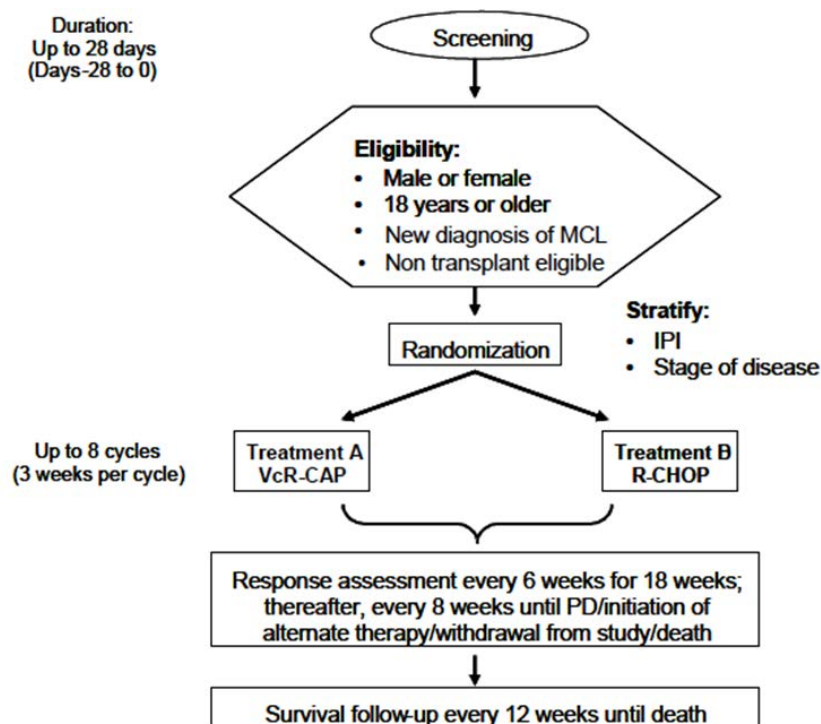 Duration:
Up to 28 days
(Days-28 to 0)
Screening
Eligibility:
• Male or female
• 18 years or older
• New diagnosis of MCL
• Non transplant eligible
Stratify:
• IPI
• Stage of disease
Randomization
Up to 8 cycles
(3 weeks per cycle)
Treatment A
VcR-CAP
Treatment B
R-CHOP
Response assessment every 6 weeks for 18 weeks;
thereafter, every 8 weeks until PD/initiation of
alternate therapy/withdrawal from study/death
Survival follow-up every 12 weeks until death